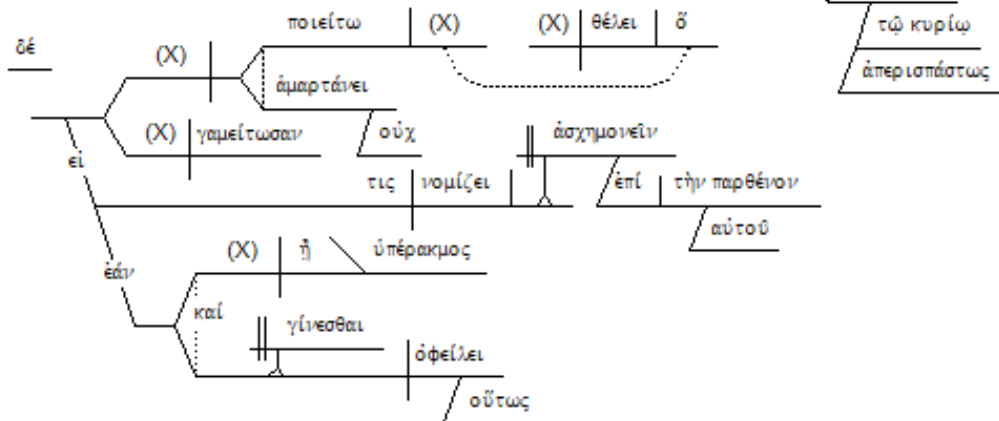 ποιείτω (X) (X) θέλει ὅ
τῷ κυρίῳ
δέ (X)
ἁμαρτάνει ἀπερισπάστως
(X) γαμείτωσαν οὐχ ἀσχημονεῖν
εἰ
τις νομίζει ἐπί τὴν παρθένον
αὐτοῦ
(X) ᾖ ὑπέρακμος
ἐάν
καί
γίνεσθαι
ὀφείλει
οὕτως